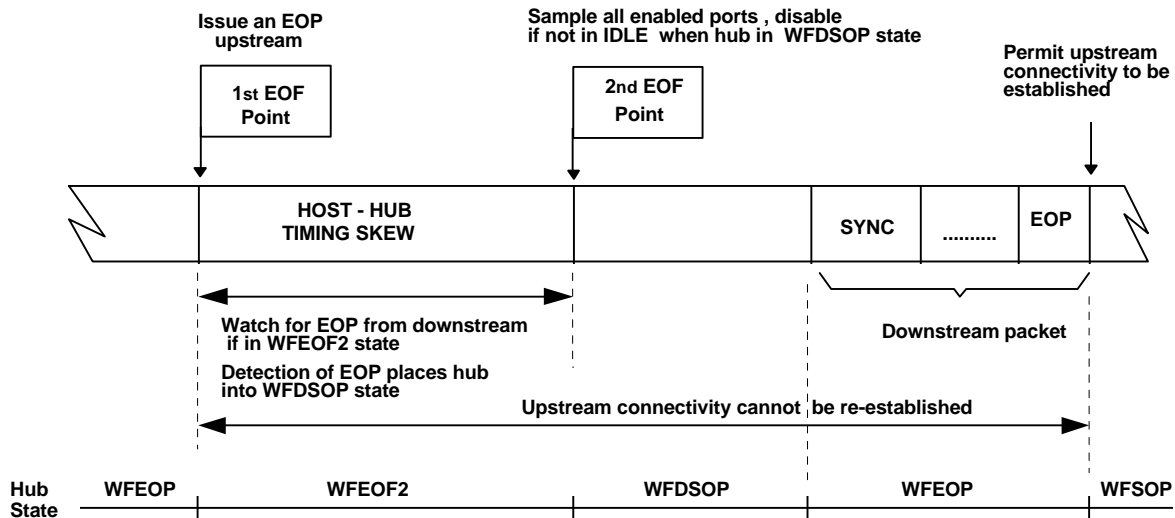 Issue an EOP
upstream
Sample all enabled ports , disable
if not in IDLE when hub in WFDSOP state
Permit upstream
connectivity to be
established
1st EOF
Point
2nd EOF
Point
HOST - HUB
TIMING SKEW
SYNC
..........
EOP
Watch for EOP from downstream
if in WFEOF2 state
Detection of EOP places hub
into WFDSOP state
Downstream packet
Upstream connectivity cannot be re-established
Hub
State
WFEOP
WFEOF2
WFDSOP
WFEOP
WFSOP